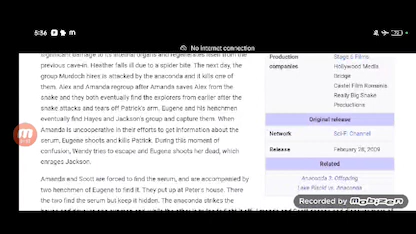 5:36
No internet connection
significant damage to its internal organs and regenerates itself from the
previous cave-in. Heather falls ill due to a spider bite. The next day, the
group Murdoch hires is attacked by the anaconda and it kills one of
them. Alex and Amanda regroup after Amanda saves Alex from the
snake and they both eventually find the explorers from earlier after the
snake attacks and tears off Patrick's arm. Eugene and his henchmen
eventually find Hayes and Jackson's group and capture them. When
Amanda is uncooperative in their efforts to get information about the
serum, Eugene shoots and kills Patrick. During this moment of
confusion, Wendy tries to escape and Eugene shoots her dead, which
enrages Jackson.
Amanda and Scott are forced to find the serum, and are accompanied by
two henchmen of Eugene to find it. They put up at Peter's house. There
the two find the serum but keep it hidden. The anaconda strikes the
Production
companies
Stage 6 Films
Hollywood Media
Bridge
Castel Film Romania
Really Big Snake
Productions
Original release
Network
Sci-Fi Channel
Release
February 28, 2009
Related
Anaconda 3: Offspring
Lake Placid vs. Anaconda
Recorded by
mobizen